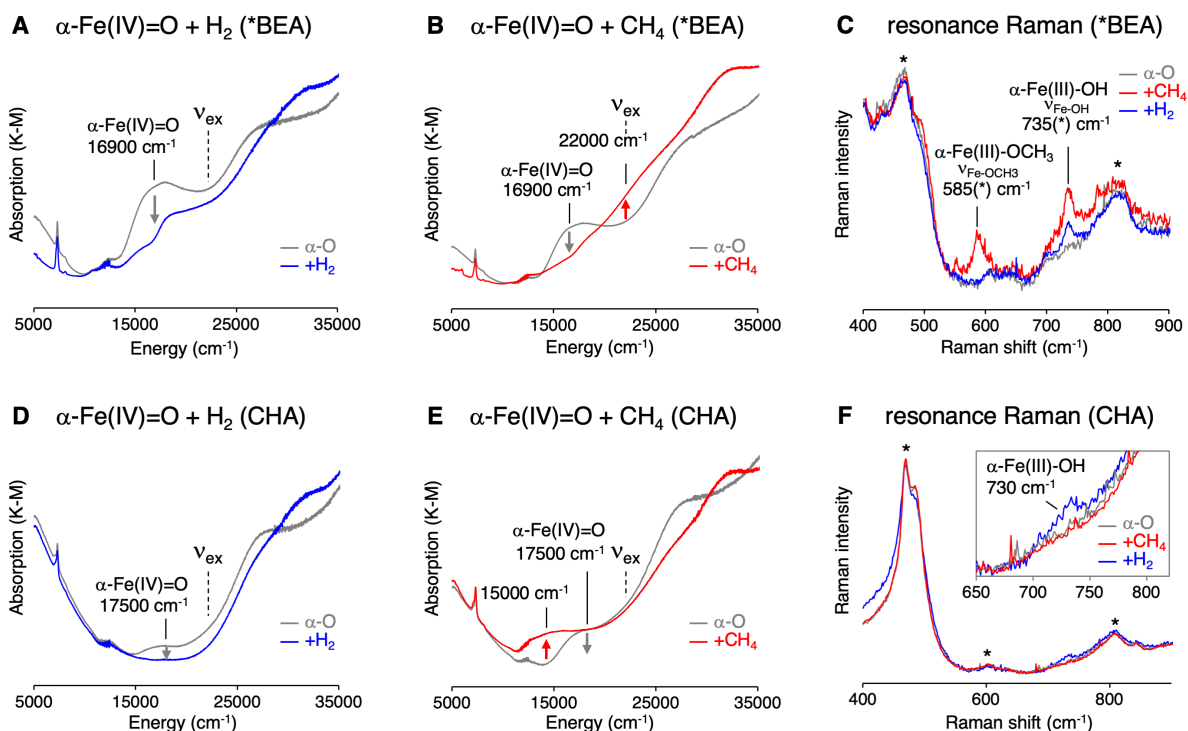 A α-Fe(IV)=O + H₂ (*BEA)
Absorption (K-M)
α-Fe(IV)=O
16900 cm⁻¹
νₑₓ
α-O
+H₂
5000 15000 25000 35000
Energy (cm⁻¹)
B α-Fe(IV)=O + CH₄ (*BEA)
Absorption (K-M)
νₑₓ
22000 cm⁻¹
α-Fe(IV)=O
16900 cm⁻¹
α-O
+CH₄
5000 15000 25000 35000
Energy (cm⁻¹)
C resonance Raman (*BEA)
Raman intensity
*
α-O
+CH₄
+H₂
α-Fe(III)-OH
ν_Fe-OH
735(*) cm⁻¹
α-Fe(III)-OCH₃
ν_Fe-OCH3
585(*) cm⁻¹
*
400 500 600 700 800 900
Raman shift (cm⁻¹)
D α-Fe(IV)=O + H₂ (CHA)
Absorption (K-M)
νₑₓ
α-Fe(IV)=O
17500 cm⁻¹
α-O
+H₂
5000 15000 25000 35000
Energy (cm⁻¹)
E α-Fe(IV)=O + CH₄ (CHA)
Absorption (K-M)
α-Fe(IV)=O
17500 cm⁻¹ νₑₓ
15000 cm⁻¹
α-O
+CH₄
5000 15000 25000 35000
Energy (cm⁻¹)
F resonance Raman (CHA)
Raman intensity
*
α-Fe(III)-OH
730 cm⁻¹
α-O
+CH₄
+H₂
650 700 750 800
*
*
400 600 800
Raman shift (cm⁻¹)